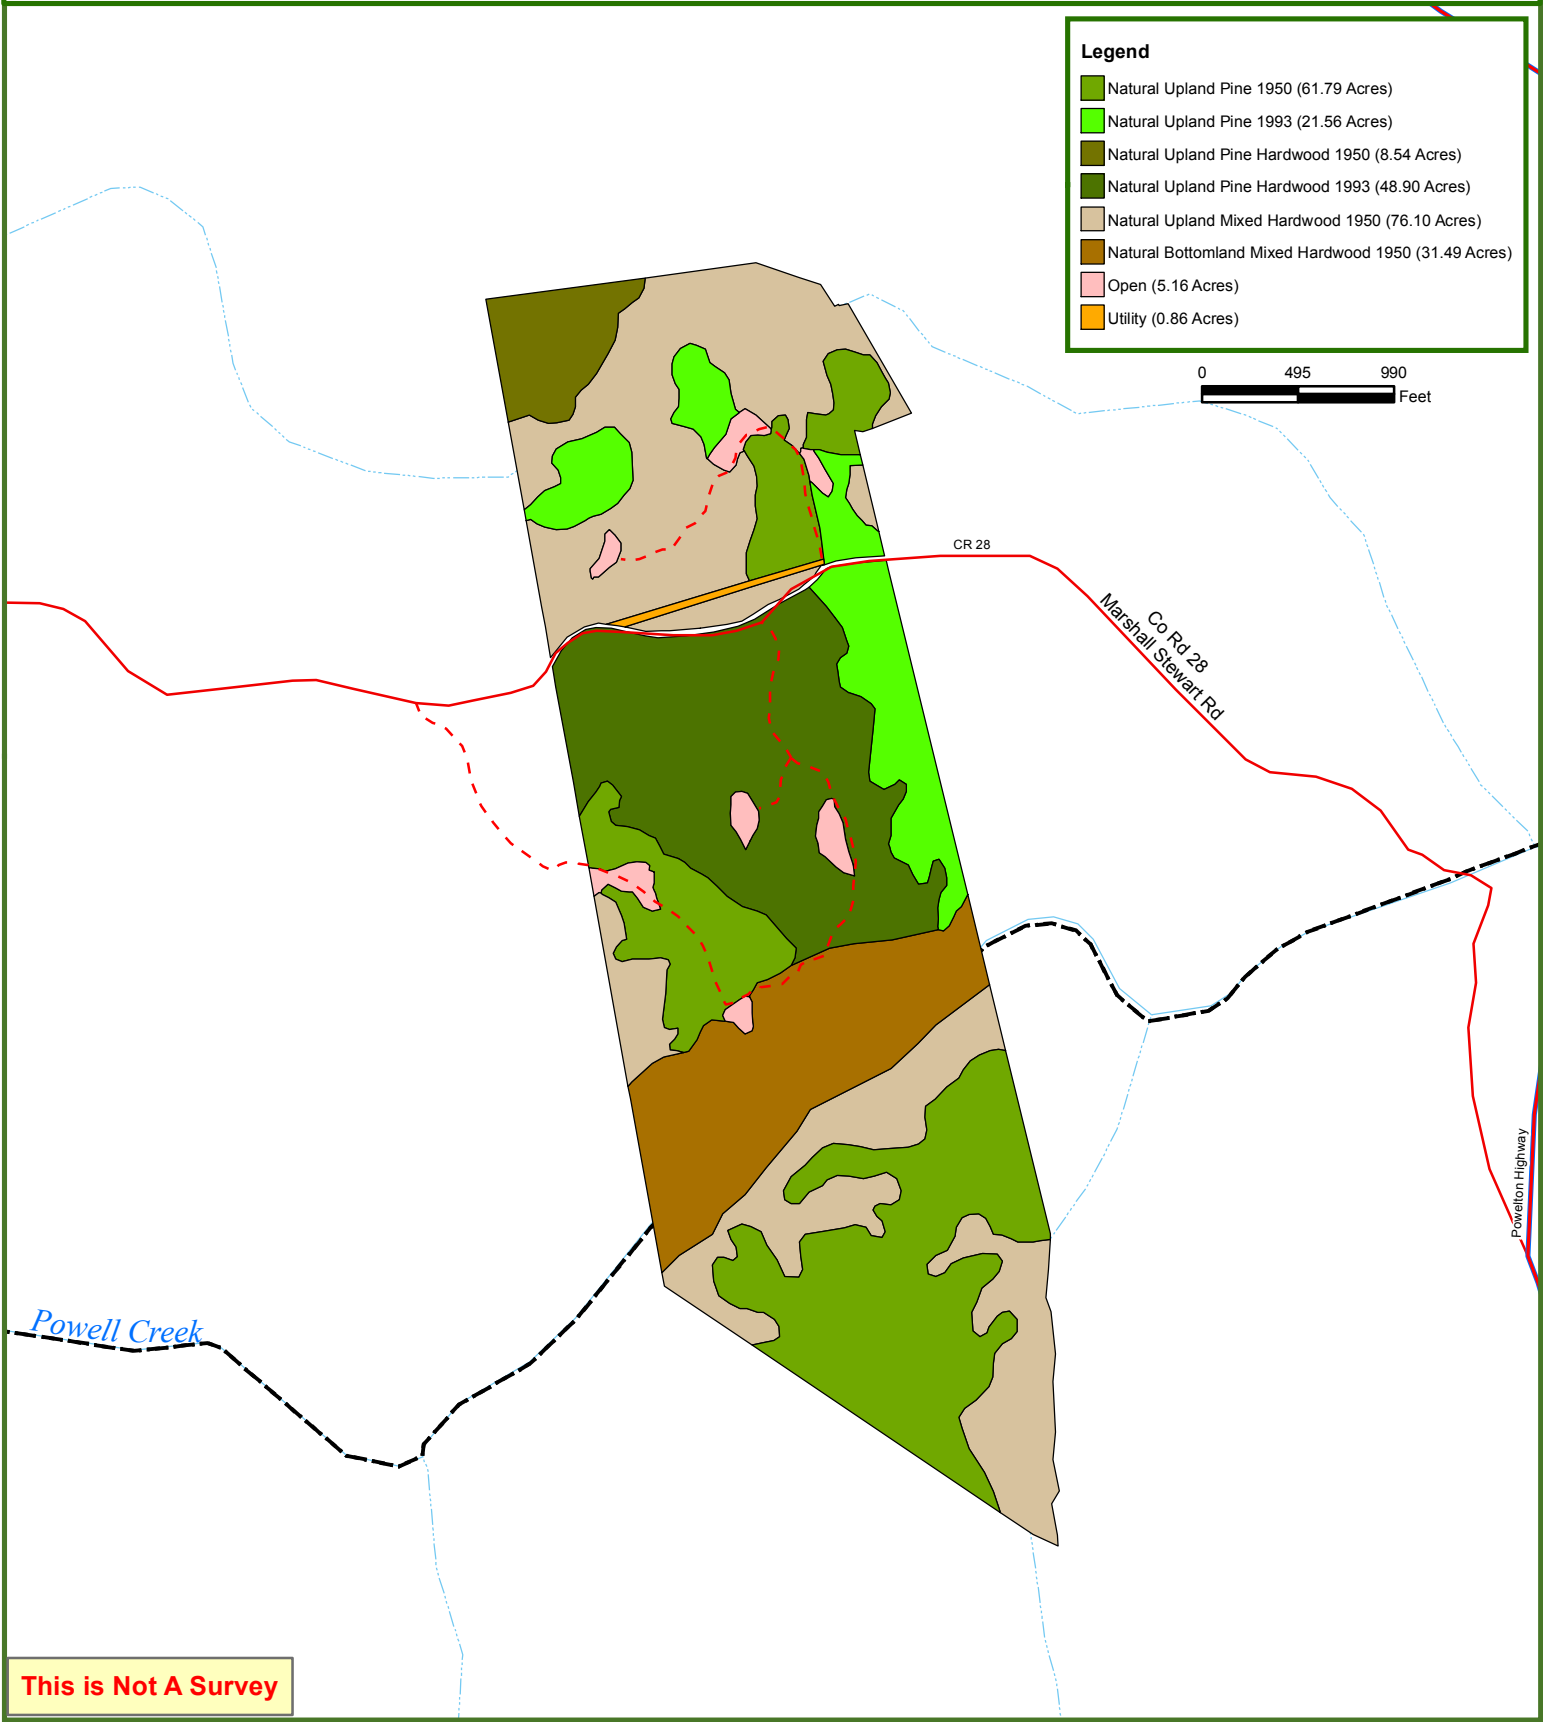 Legend
Natural Upland Pine 1950 (61.79 Acres)
Natural Upland Pine 1993 (21.56 Acres)
Natural Upland Pine Hardwood 1950 (8.54 Acres)
Natural Upland Pine Hardwood 1993 (48.90 Acres)
Natural Upland Mixed Hardwood 1950 (76.10 Acres)
Natural Bottomland Mixed Hardwood 1950 (31.49 Acres)
Open (5.16 Acres)
Utility (0.86 Acres)
0 495 990
Feet
CR 28
Co Rd 28
Marshall Stewart Rd
Powelton Highway
Powell Creek
This is Not A Survey